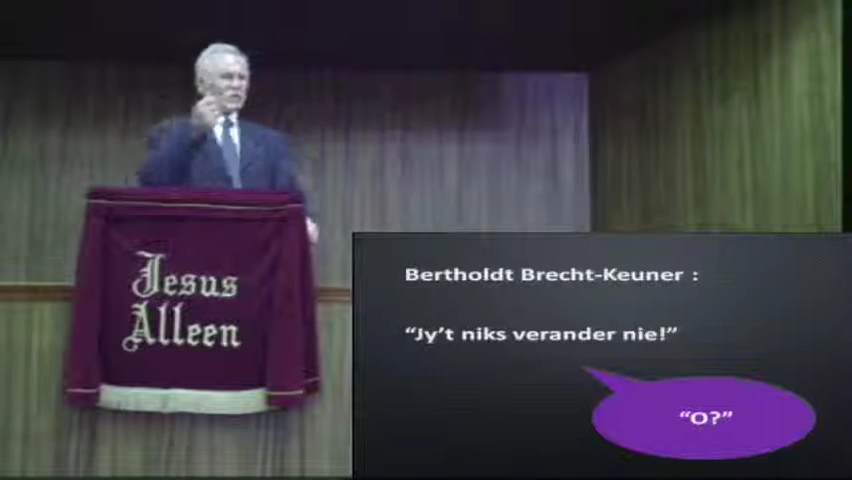 Jesus
Alleen
Bertholdt Brecht-Keuner :
“Jy’t niks verander nie!”
“O?”